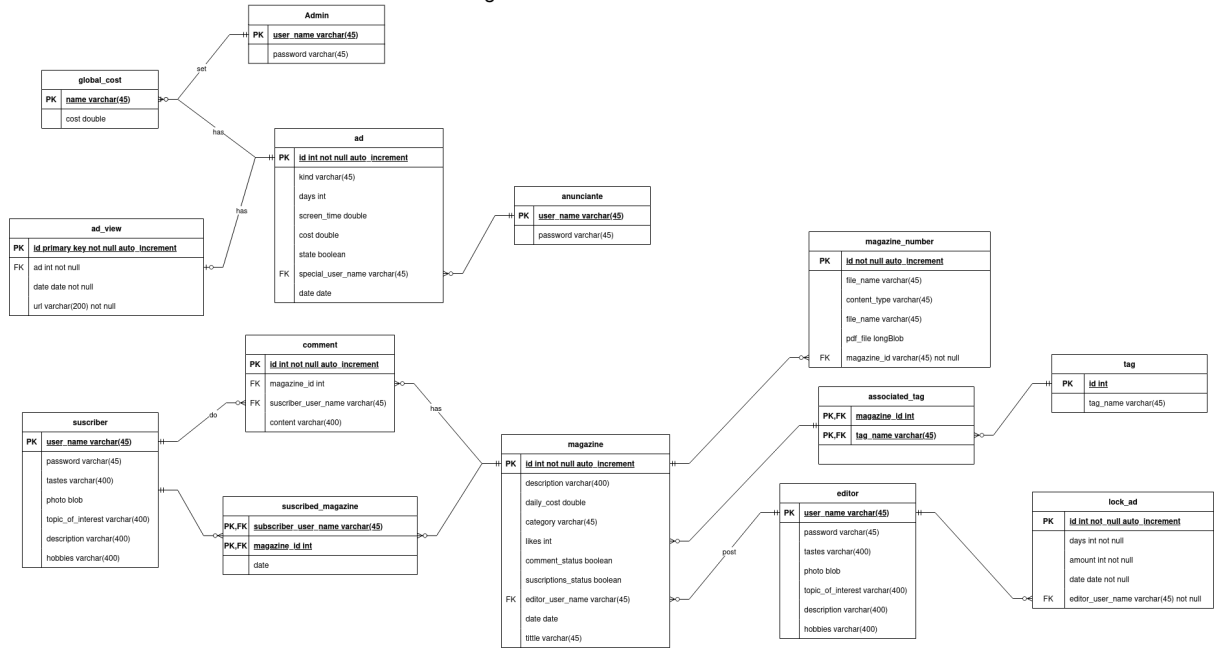 Admin
PK user_name varchar(45)
password varchar(45)
set
global_cost
PK name varchar(45)
cost double
has
ad
PK id int not null auto_increment
kind varchar(45)
days int
screen_time double
cost double
state boolean
FK special_user_name varchar(45)
date date
anunciante
PK user_name varchar(45)
password varchar(45)
has
ad_view
PK id primary key not null auto_increment
FK ad int not null
date date not null
url varchar(200) not null
magazine_number
PK id not null auto_increment
file_name varchar(45)
content_type varchar(45)
file_name varchar(45)
pdf_file longBlob
FK magazine_id varchar(45) not null
comment
PK id int not null auto_increment
FK magazine_id int
FK suscriber_user_name varchar(45)
content varchar(400)
do
has
tag
PK id int
tag_name varchar(45)
associated_tag
PK,FK magazine_id int
PK,FK tag_name varchar(45)
suscriber
PK user_name varchar(45)
password varchar(45)
tastes varchar(400)
photo blob
topic_of_interest varchar(400)
description varchar(400)
hobbies varchar(400)
suscribed_magazine
PK,FK subscriber_user_name varchar(45)
PK,FK magazine_id int
date
magazine
PK id int not null auto_increment
description varchar(400)
daily_cost double
category varchar(45)
likes int
comment_status boolean
suscriptions_status boolean
FK editor_user_name varchar(45)
date date
tittle varchar(45)
post
editor
PK user_name varchar(45)
password varchar(45)
tastes varchar(400)
photo blob
topic_of_interest varchar(400)
description varchar(400)
hobbies varchar(400)
lock_ad
PK id int not_null auto_increment
days int not null
amount int not null
date date not null
FK editor_user_name varchar(45) not null